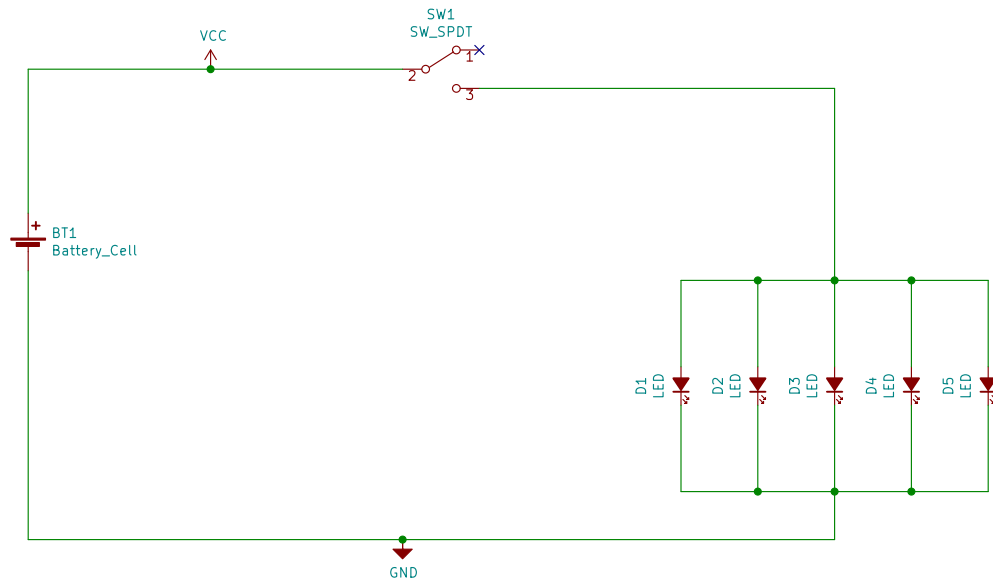 SW1
SW_SPDT
VCC
1
2
3
+
BT1
Battery_Cell
D1
LED
D2
LED
D3
LED
D4
LED
D5
LED
GND